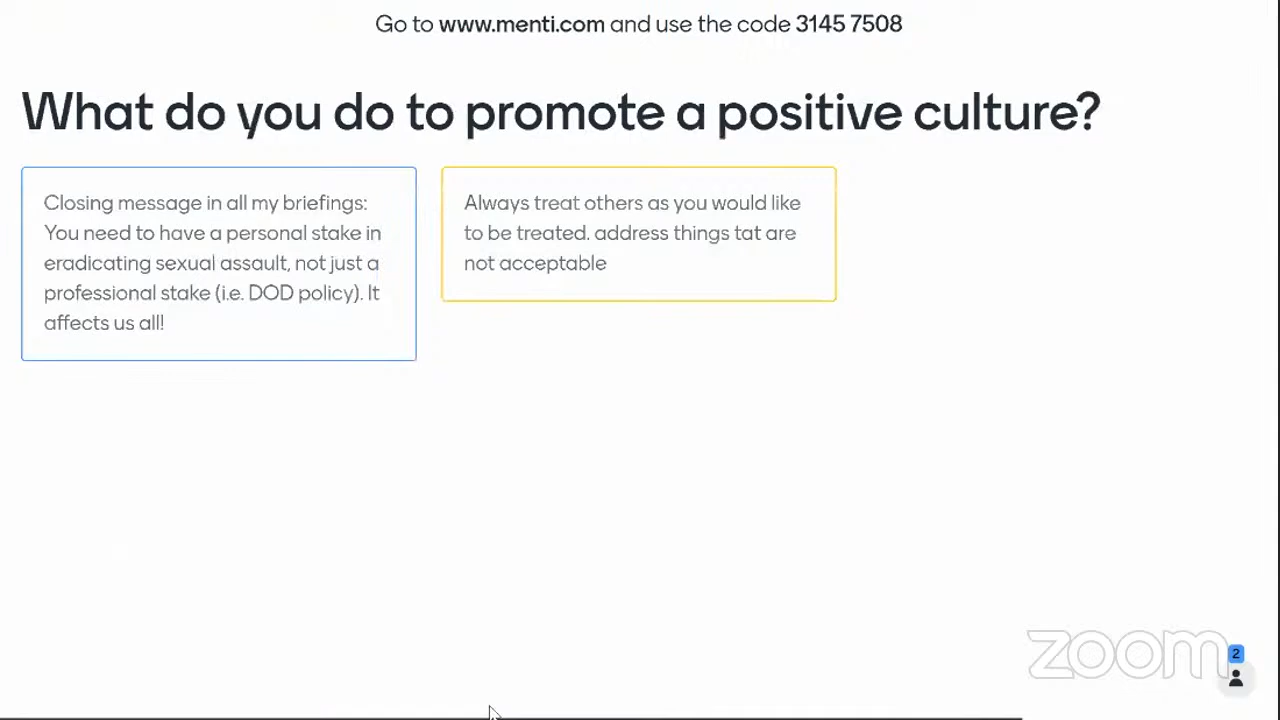 Go to www.menti.com and use the code 3145 7508
What do you do to promote a positive culture?
Closing message in all my briefings:
You need to have a personal stake in
eradicating sexual assault, not just a
professional stake (i.e. DOD policy). It
affects us all!
Always treat others as you would like
to be treated. address things tat are
not acceptable
zoom
2